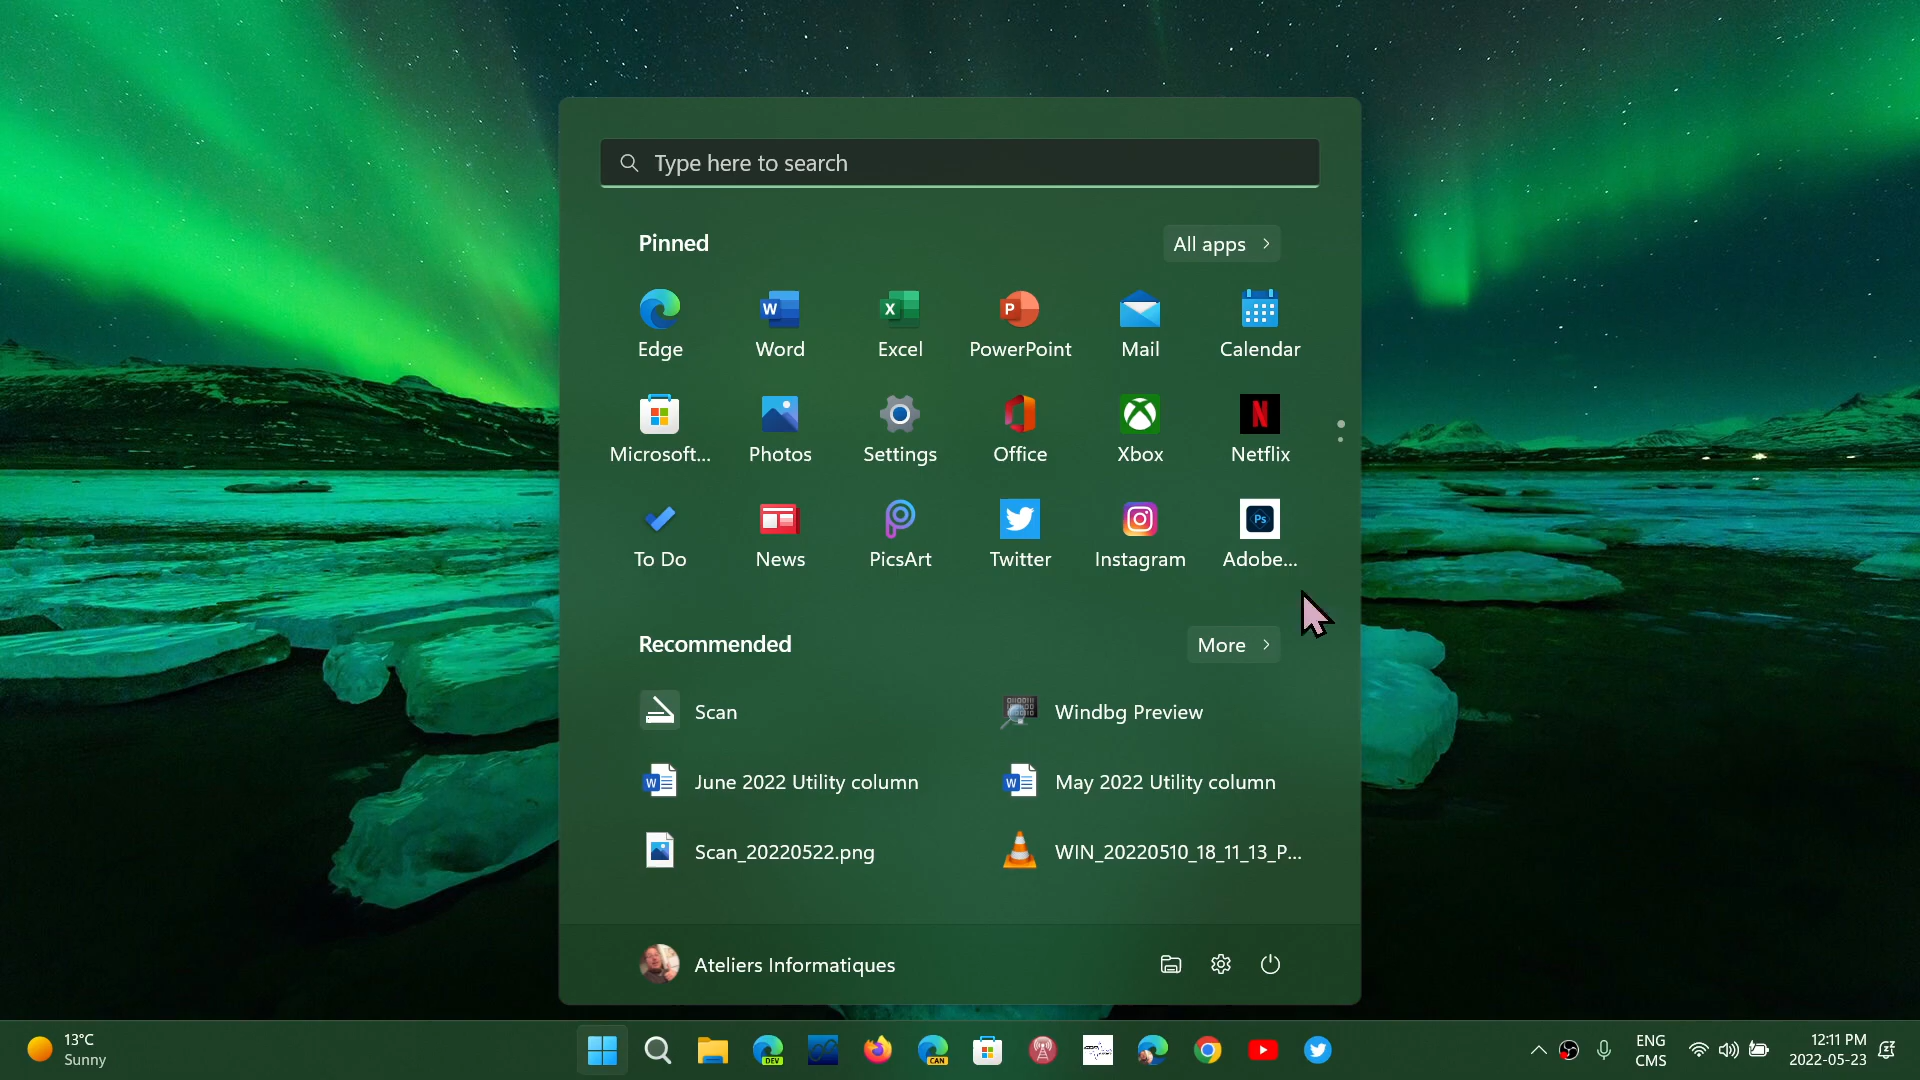 Type here to search
Pinned
All apps
Edge
Word
Excel
PowerPoint
Mail
Calendar
Microsoft...
Photos
Settings
Office
Xbox
Netflix
To Do
News
PicsArt
Twitter
Instagram
Adobe...
Recommended
More
Scan
Windbg Preview
June 2022 Utility column
May 2022 Utility column
Scan_20220522.png
WIN_20220510_18_11_13_P...
Ateliers Informatiques
13°C
Sunny
DEV
CAN
ENG
CMS
12:11 PM
2022-05-23